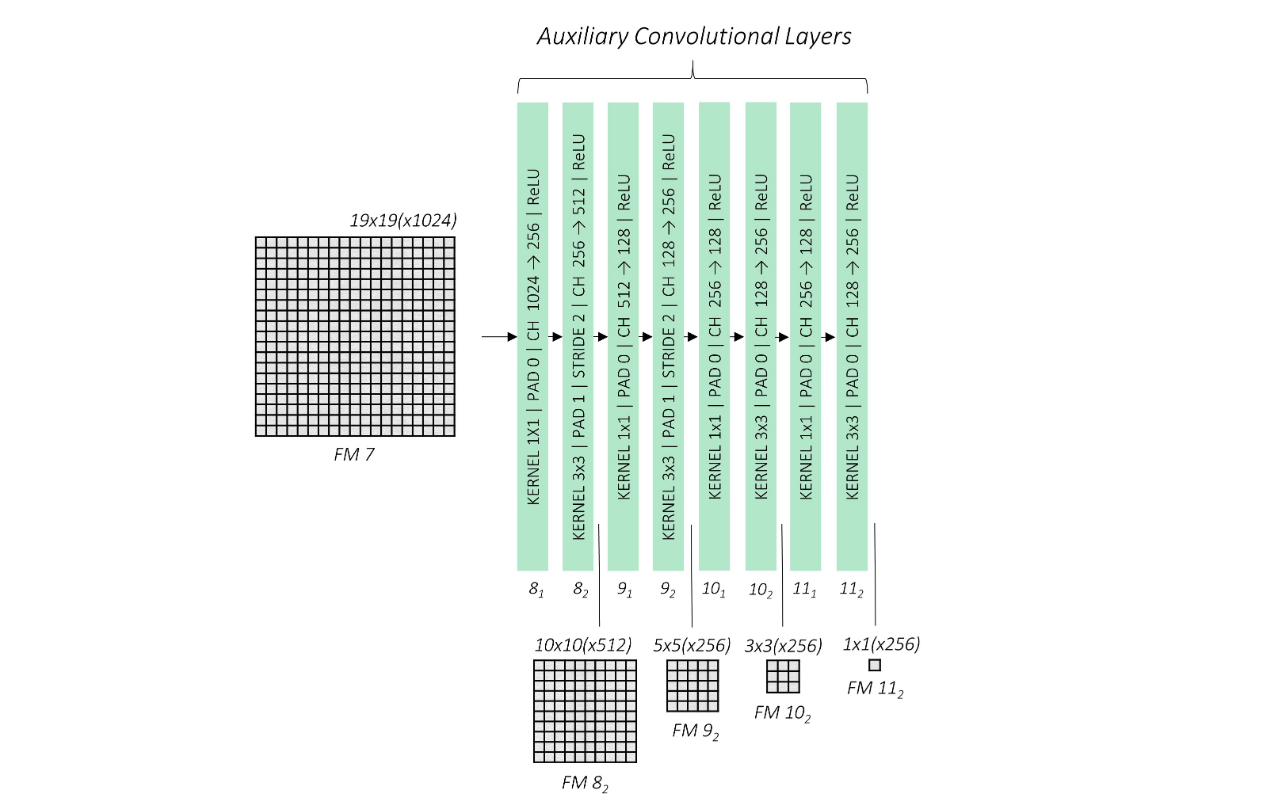 Auxiliary Convolutional Layers
19x19(x1024)
FM 7
KERNEL 1X1 | PAD 0 | CH 1024 → 256 | ReLU
KERNEL 3x3 | PAD 1 | STRIDE 2 | CH 256 → 512 | ReLU
KERNEL 1x1 | PAD 0 | CH 512 → 128 | ReLU
KERNEL 3x3 | PAD 1 | STRIDE 2 | CH 128 → 256 | ReLU
KERNEL 1x1 | PAD 0 | CH 256 → 128 | ReLU
KERNEL 3x3 | PAD 0 | CH 128 → 256 | ReLU
KERNEL 1x1 | PAD 0 | CH 256 → 128 | ReLU
KERNEL 3x3 | PAD 0 | CH 128 → 256 | ReLU
8₁ 8₂ 9₁ 9₂ 10₁ 10₂ 11₁ 11₂
10x10(x512) 5x5(x256) 3x3(x256) 1x1(x256)
FM 11₂
FM 10₂
FM 9₂
FM 8₂